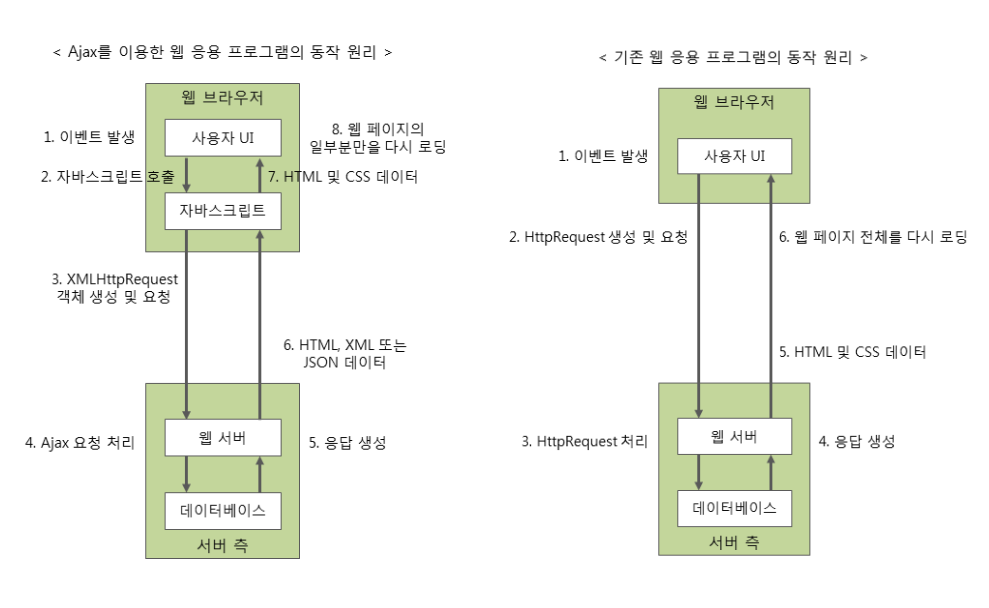 < Ajax를 이용한 웹 응용 프로그램의 동작 원리 >
웹 브라우저
1. 이벤트 발생
사용자 UI
8. 웹 페이지의
일부분만을 다시 로딩
2. 자바스크립트 호출
7. HTML 및 CSS 데이터
자바스크립트
3. XMLHttpRequest
객체 생성 및 요청
6. HTML, XML 또는
JSON 데이터
4. Ajax 요청 처리
웹 서버
5. 응답 생성
데이터베이스
서버 측
< 기존 웹 응용 프로그램의 동작 원리 >
웹 브라우저
1. 이벤트 발생
사용자 UI
2. HttpRequest 생성 및 요청
6. 웹 페이지 전체를 다시 로딩
5. HTML 및 CSS 데이터
3. HttpRequest 처리
웹 서버
4. 응답 생성
데이터베이스
서버 측